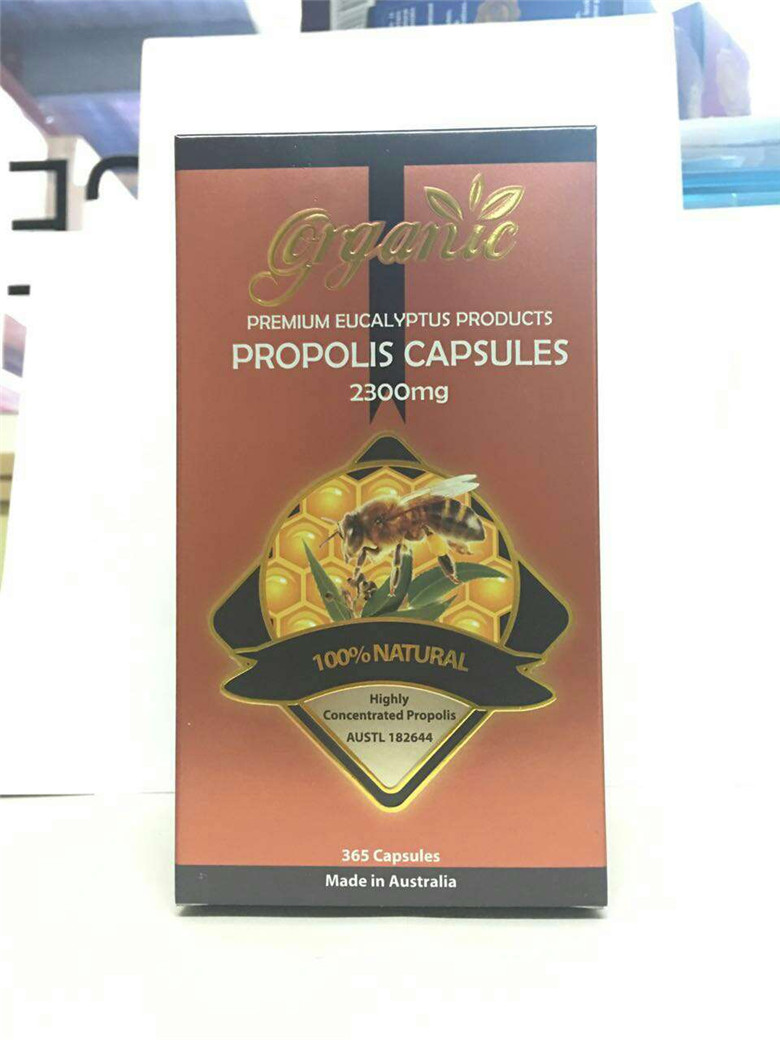 Organic
PREMIUM EUCALYPTUS PRODUCTS
PROPOLIS CAPSULES
2300mg
100% NATURAL
Highly
Concentrated Propolis
AUSTL 182644
365 Capsules
Made in Australia